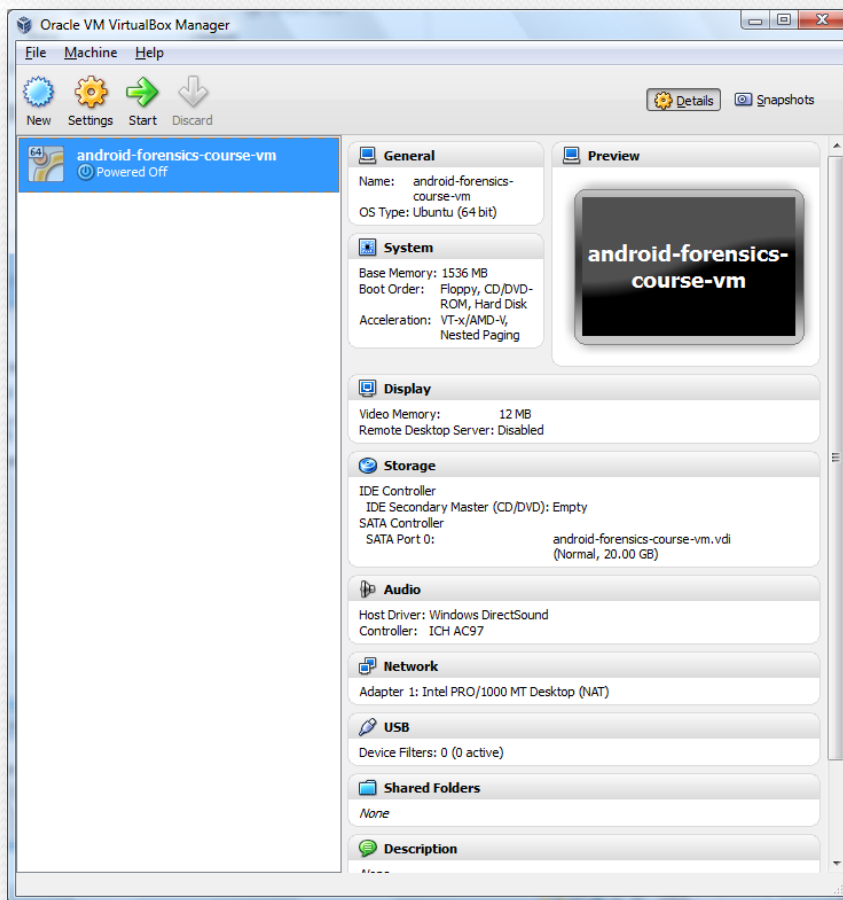 Oracle VM VirtualBox Manager
File Machine Help
New Settings Start Discard
Details Snapshots
64
android-forensics-course-vm
Powered Off
General
Name: android-forensics-
course-vm
OS Type: Ubuntu (64 bit)
Preview
android-forensics-
course-vm
System
Base Memory: 1536 MB
Boot Order: Floppy, CD/DVD-
ROM, Hard Disk
Acceleration: VT-x/AMD-V,
Nested Paging
Display
Video Memory: 12 MB
Remote Desktop Server: Disabled
Storage
IDE Controller
IDE Secondary Master (CD/DVD): Empty
SATA Controller
SATA Port 0: android-forensics-course-vm.vdi
(Normal, 20.00 GB)
Audio
Host Driver: Windows DirectSound
Controller: ICH AC97
Network
Adapter 1: Intel PRO/1000 MT Desktop (NAT)
USB
Device Filters: 0 (0 active)
Shared Folders
None
Description